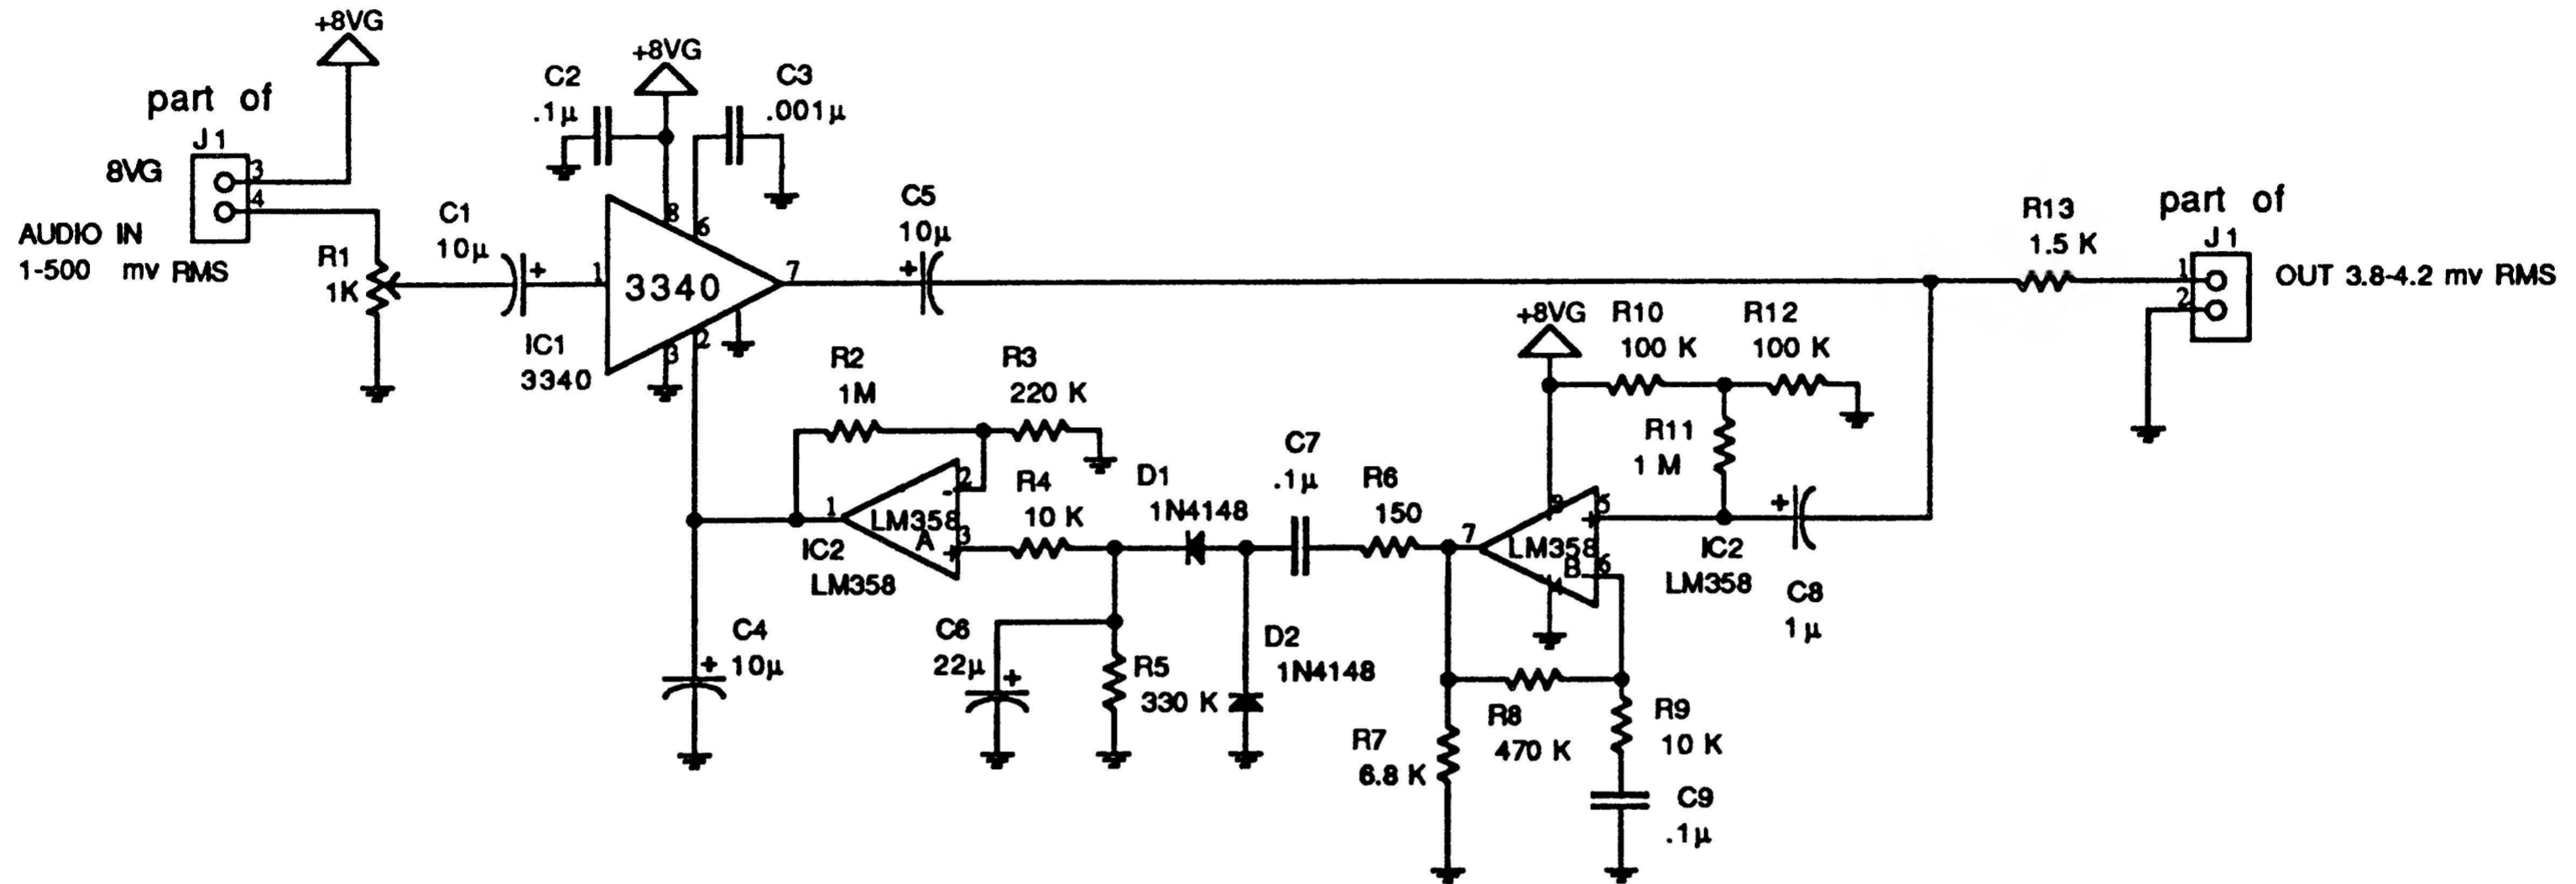 +8VG
part of
J1
8VG
3
4
AUDIO IN
1-500 mv RMS
R1
1K
C1
10µ
+
C2
.1µ
+8VG
C3
.001µ
8
6
1
3340
7
3
2
IC1
3340
C5
10µ
+
R13
1.5 K
part of
J1
1
2
OUT 3.8-4.2 mv RMS
R2
1M
R3
220 K
1
LM358
A
-
2
+
3
IC2
LM358
R4
10 K
D1
1N4148
C7
.1µ
R6
150
7
+8VG
R10
100 K
R12
100 K
R11
1 M
LM358
B
5
+
6
-
IC2
LM358
+
C8
1µ
C4
+
10µ
C6
22µ
+
R5
330 K
D2
1N4148
R7
6.8 K
R8
470 K
R9
10 K
C9
.1µ